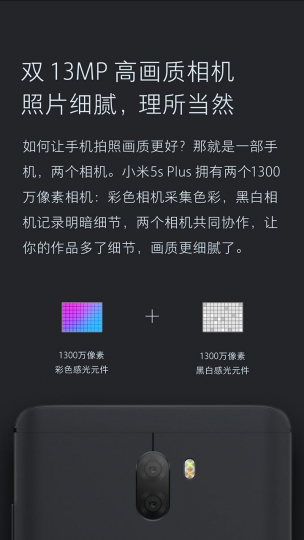 双 13MP 高画质相机
照片细腻，理所当然
如何让手机拍照画质更好？那就是一部手
机，两个相机。小米5s Plus 拥有两个1300
万像素相机：彩色相机采集色彩，黑白相
机记录明暗细节，两个相机共同协作，让
你的作品多了细节，画质更细腻了。
+
1300万像素
彩色感光元件
1300万像素
黑白感光元件